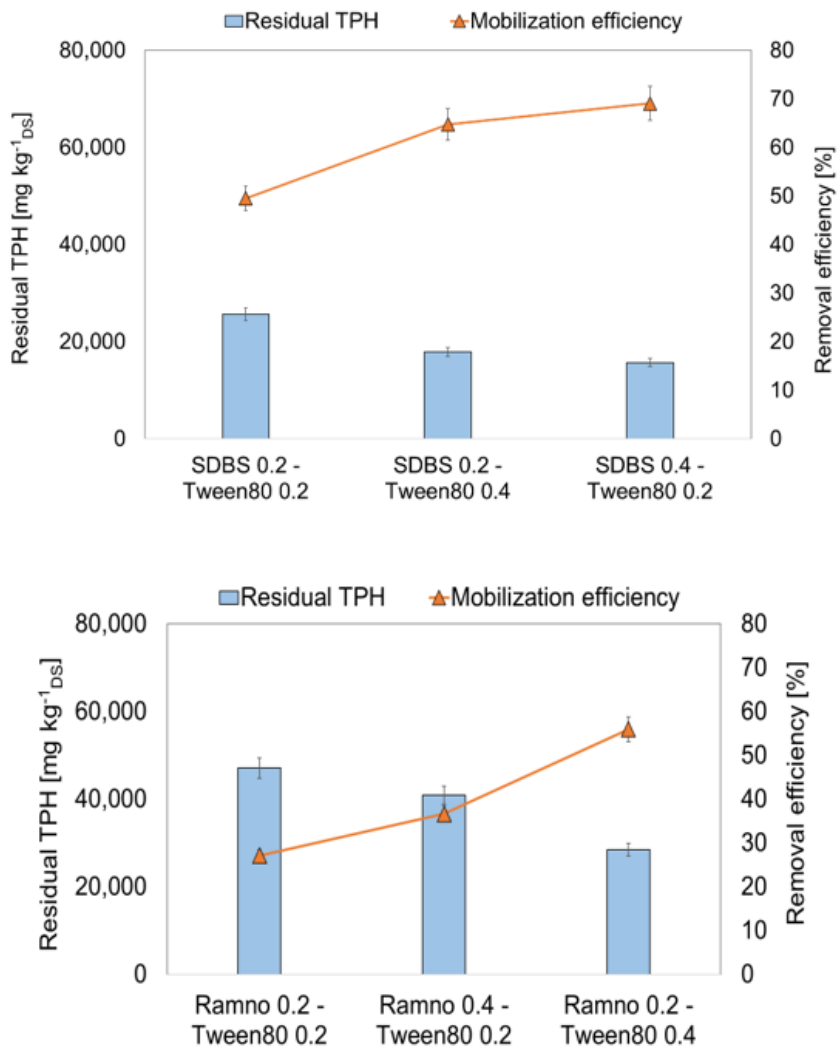 Residual TPH Mobilization efficiency
80,000
60,000
40,000
20,000
0
Residual TPH [mg kg⁻¹DS]
80
70
60
50
40
30
20
10
0
Removal efficiency [%]
SDBS 0.2 -
Tween80 0.2
SDBS 0.2 -
Tween80 0.4
SDBS 0.4 -
Tween80 0.2
Residual TPH Mobilization efficiency
80,000
60,000
40,000
20,000
0
Residual TPH [mg kg⁻¹DS]
80
70
60
50
40
30
20
10
0
Removal efficiency [%]
Ramno 0.2 -
Tween80 0.2
Ramno 0.4 -
Tween80 0.2
Ramno 0.2 -
Tween80 0.4